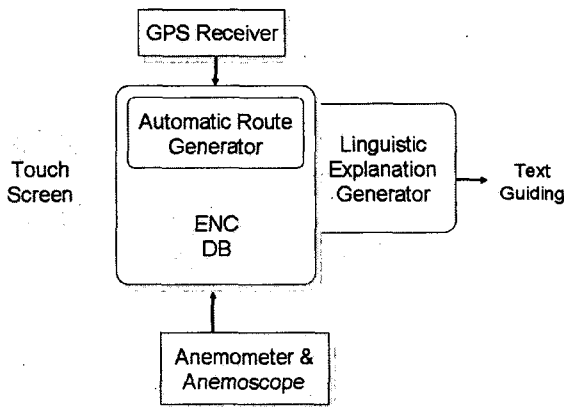 GPS Receiver
Automatic Route
Generator
Touch
Screen
ENC
DB
Linguistic
Explanation
Generator
Text
Guiding
Anemometer &
Anemoscope